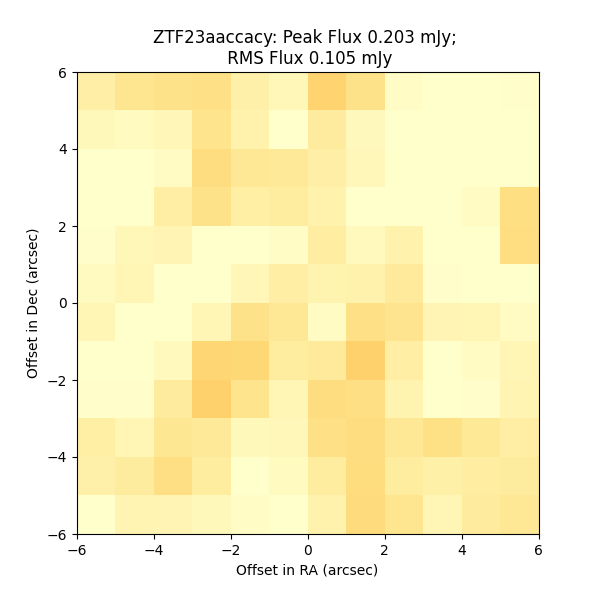 ZTF23aaccacy: Peak Flux 0.203 mJy;
RMS Flux 0.105 mJy
6
4
2
0
−2
−4
−6
Offset in Dec (arcsec)
−6 −4 −2 0 2 4 6
Offset in RA (arcsec)